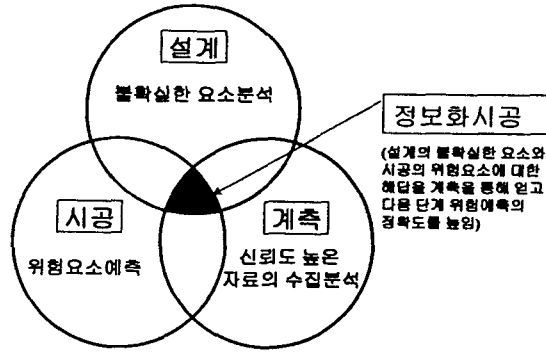 설계
불확실한 요소분석
정보화시공
(설계의 불확실한 요소와
시공의 위험요소에 대한
해답을 계측을 통해 얻고
다음 단계 위험예측의
정확도를 높임)
시공
위험요소예측
계측
신뢰도 높은
자료의 수집분석